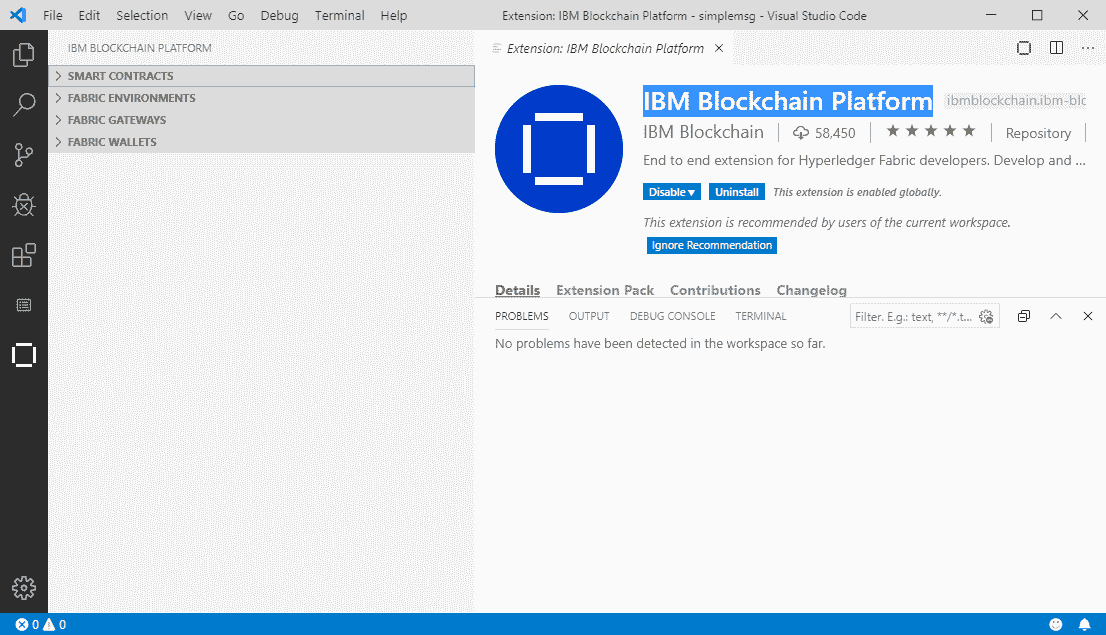 File Edit Selection View Go Debug Terminal Help
Extension: IBM Blockchain Platform - simplemsg - Visual Studio Code
IBM BLOCKCHAIN PLATFORM
SMART CONTRACTS
FABRIC ENVIRONMENTS
FABRIC GATEWAYS
FABRIC WALLETS
Extension: IBM Blockchain Platform
IBM Blockchain Platform ibmblockchain.ibm-blc
IBM Blockchain 58,450 Repository
End to end extension for Hyperledger Fabric developers. Develop and ...
Disable Uninstall This extension is enabled globally.
This extension is recommended by users of the current workspace.
Ignore Recommendation
Details Extension Pack Contributions Changelog
PROBLEMS OUTPUT DEBUG CONSOLE TERMINAL Filter. E.g.: text, **/*.t...
No problems have been detected in the workspace so far.
0 0